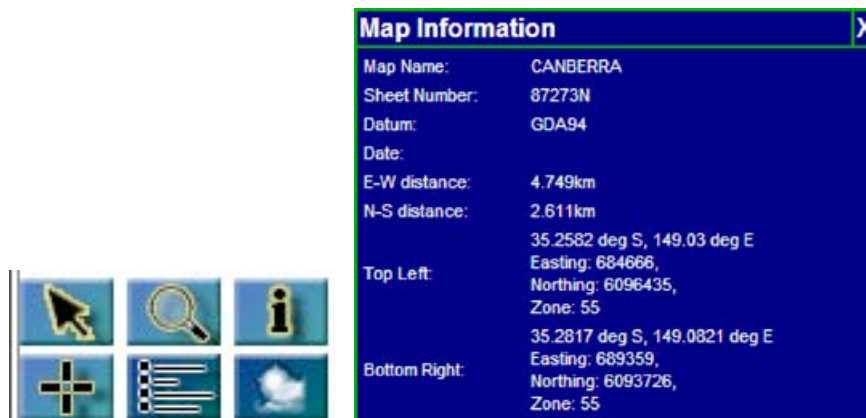 Map Information X
Map Name: CANBERRA
Sheet Number: 87273N
Datum: GDA94
Date:
E-W distance: 4.749km
N-S distance: 2.611km
Top Left: 35.2582 deg S, 149.03 deg E
Easting: 684666,
Northing: 6096435,
Zone: 55
Bottom Right: 35.2817 deg S, 149.0821 deg E
Easting: 689359,
Northing: 6093726,
Zone: 55
i